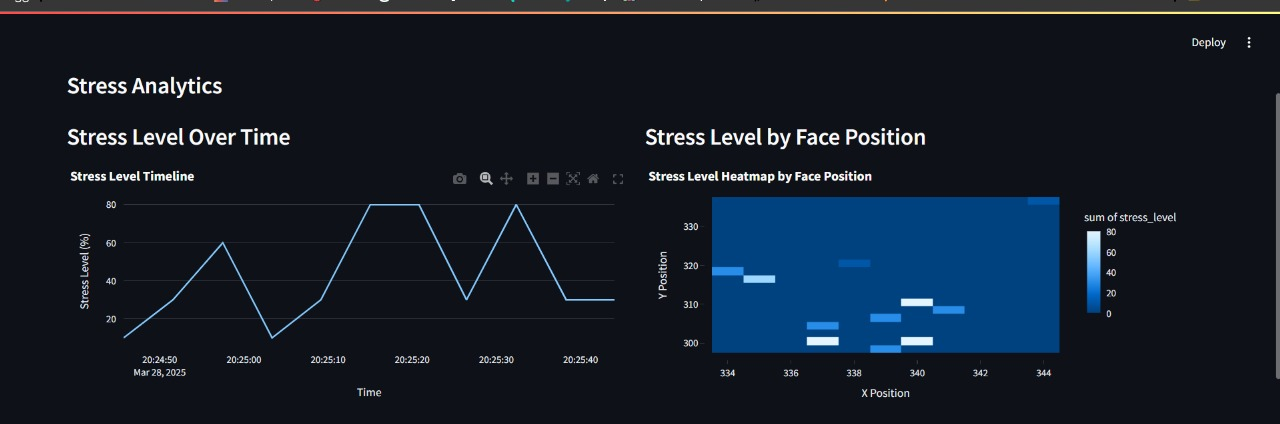 Deploy
Stress Analytics
Stress Level Over Time
Stress Level Timeline
80
60
40
20
Stress Level (%)
20:24:50
20:25:00
20:25:10
20:25:20
20:25:30
20:25:40
Mar 28, 2025
Time
Stress Level by Face Position
Stress Level Heatmap by Face Position
330
320
310
300
Y Position
334
336
338
340
342
344
X Position
sum of stress_level
80
60
40
20
0